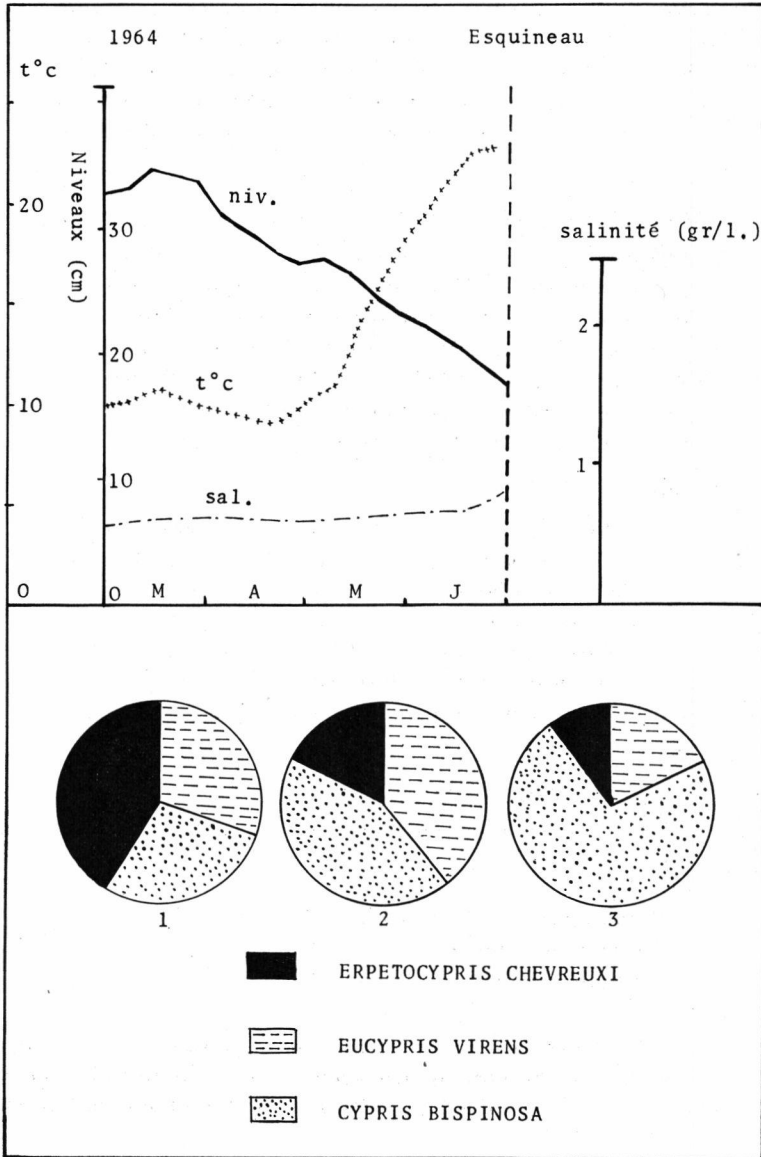 1964 Esquineau
t°c
Niveaux (cm)
niv.
20
30
salinité (gr/l.)
2
20
t°c
10
1
10
sal.
O O M A M J
1 2 3
ERPETOCYPRIS CHEVREUXI
EUCYPRIS VIRENS
CYPRIS BISPINOSA